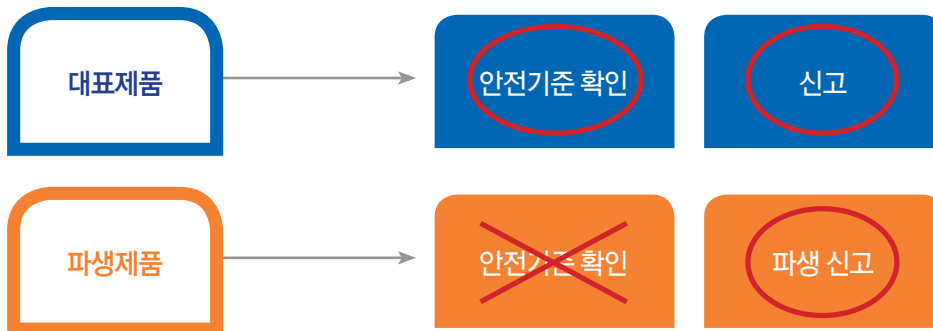 대표제품
안전기준 확인
신고
파생제품
안전기준 확인
파생 신고